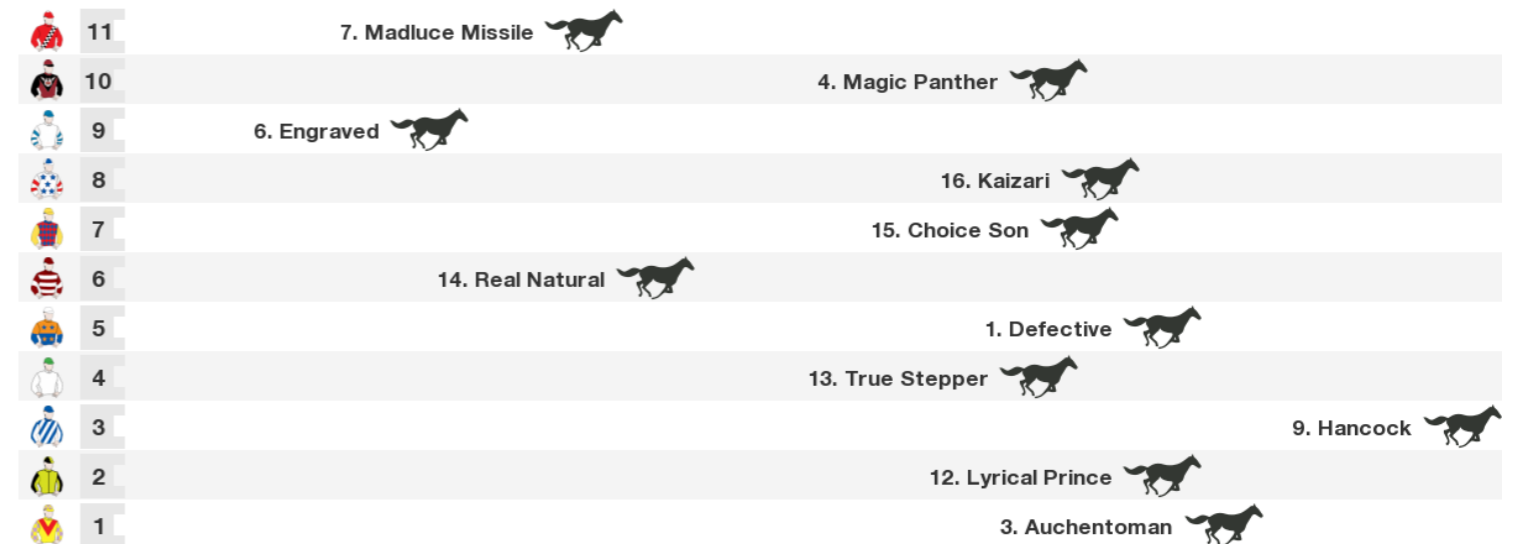 11 7. Madluce Missile
10 4. Magic Panther
9 6. Engraved
8 16. Kaizari
7 15. Choice Son
6 14. Real Natural
5 1. Defective
4 13. True Stepper
3 9. Hancock
2 12. Lyrical Prince
1 3. Auchentoman